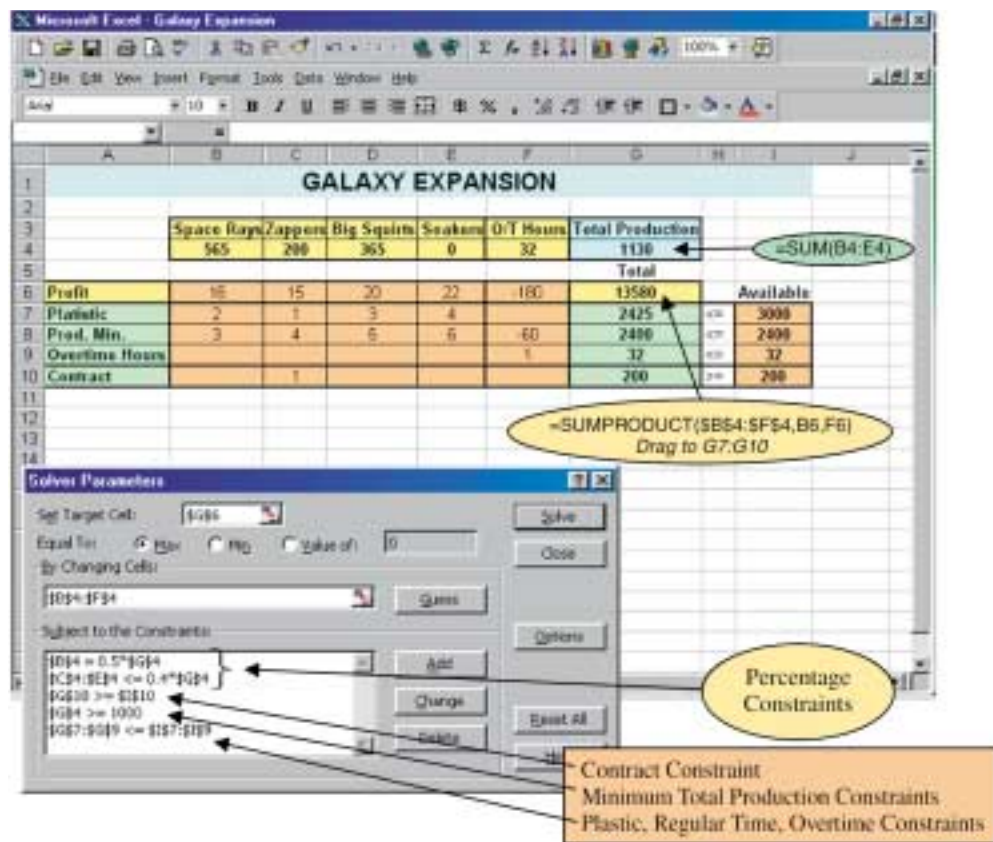 Microsoft Excel - Galaxy Expansion
100%
File Edit View Insert Format Tools Data Window Help
Arial 10 B I U $ % ,
=
A B C D E F G H I J
1 GALAXY EXPANSION
2
3 Space Rays Zappers Big Squirts Soakers O/T Hours Total Production
4 565 200 365 0 32 1130
=SUM(B4:E4)
5 Total
6 Profit 16 15 20 22 -180 13580 Available
7 2 1 3 4 2425 3000
8 Prod. Min. 3 4 5 6 -60 2400 2400
9 Overtime Hours 1 32 32
10 Contract 1 200 200
11
12
13
14
=SUMPRODUCT($B$4:$F$4,B6,F6)
Drag to G7:G10
Solver Parameters
Set Target Cell: $G$6 Solve
Equal To: Max Min Value of: 0 Close
By Changing Cells:
$B$4:$F$4 Guess
Subject to the Constraints: Options
$B$4 = 0.5*$G$4 Add
$C$4:$E$4 <= 0.4*$G$4
$G$10 >= $I$10 Change
$G$4 >= 1000 Reset All
$G$7:$G$9 <= $I$7:$I$9 Delete
Percentage
Constraints
Contract Constraint
Minimum Total Production Constraints
Plastic, Regular Time, Overtime Constraints